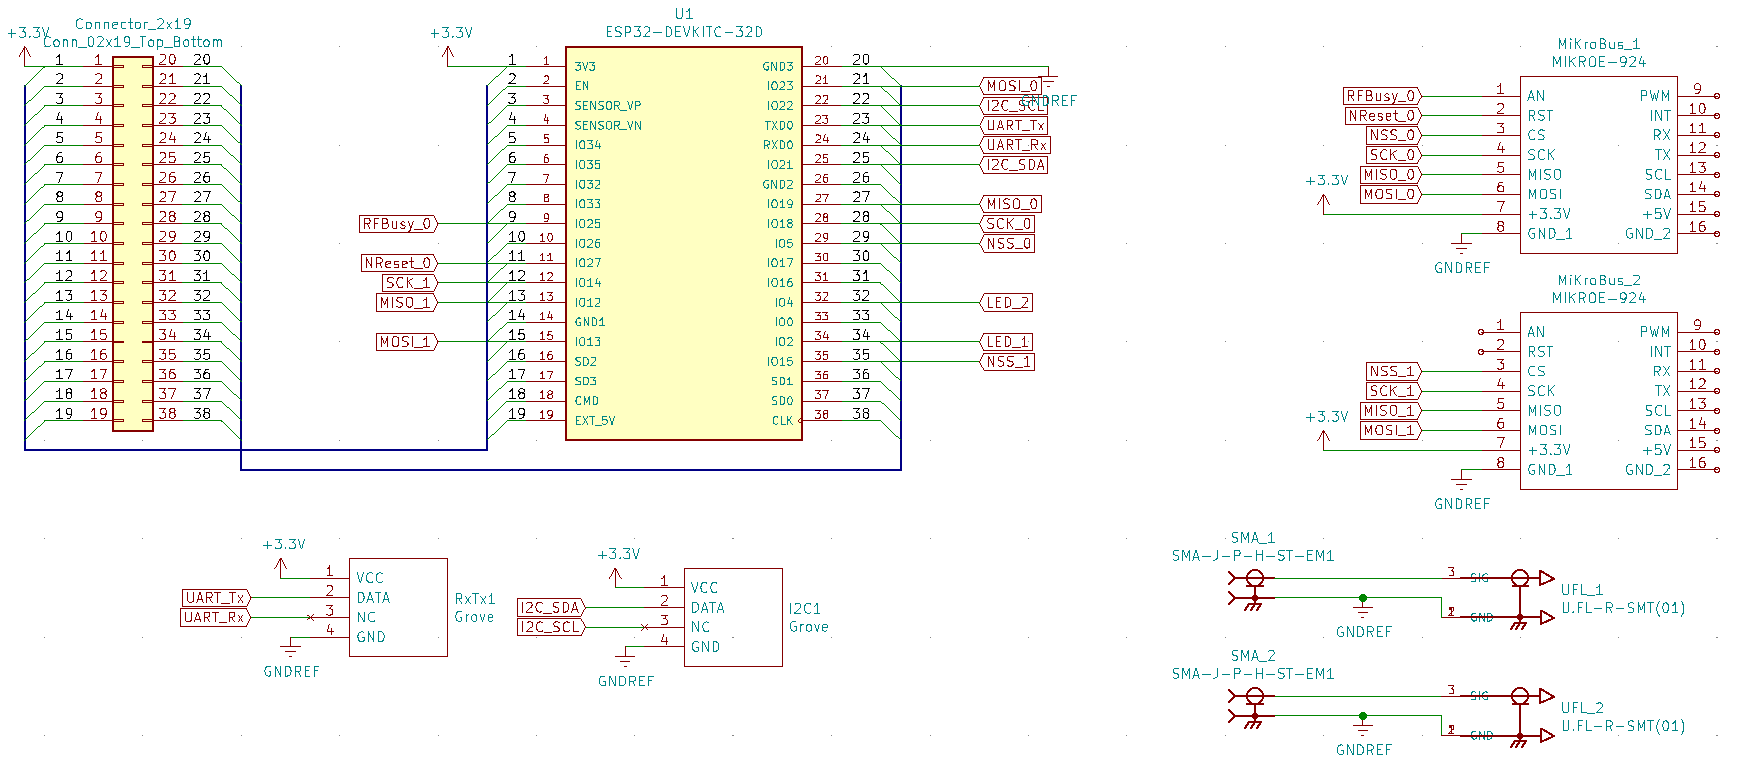 Connector_2x19
Conn_02x19_Top_Bottom
+3.3V
1 1 20 20
2 2 21 21
3 3 22 22
4 4 23 23
5 5 24 24
6 6 25 25
7 7 26 26
8 8 27 27
9 9 28 28
10 10 29 29
11 11 30 30
12 12 31 31
13 13 32 32
14 14 33 33
15 15 34 34
16 16 35 35
17 17 36 36
18 18 37 37
19 19 38 38
U1
ESP32-DEVKITC-32D
+3.3V
1 1 3V3 GND3 20 20
2 2 EN IO23 21 21 MOSI_0
GNDREF
3 3 SENSOR_VP IO22 22 22 I2C_SCL
4 4 SENSOR_VN TXD0 23 23 UART_Tx
5 5 IO34 RXD0 24 24 UART_Rx
6 6 IO35 IO21 25 25 I2C_SDA
7 7 IO32 GND2 26 26
8 8 IO33 IO19 27 27 MISO_0
RFBusy_0 9 9 IO25 IO18 28 28 SCK_0
10 10 IO26 IO5 29 29 NSS_0
NReset_0 11 11 IO27 IO17 30 30
SCK_1 12 12 IO14 IO16 31 31
MISO_1 13 13 IO12 IO4 32 32 LED_2
14 14 GND1 IO0 33 33
MOSI_1 15 15 IO13 IO2 34 34 LED_1
16 16 SD2 IO15 35 35 NSS_1
17 17 SD3 SD1 36 36
18 18 CMD SD0 37 37
19 19 EXT_5V CLK 38 38
MiKroBus_1
MIKROE-924
RFBusy_0 1 AN PWM 9
NReset_0 2 RST INT 10
NSS_0 3 CS RX 11
SCK_0 4 SCK TX 12
MISO_0 5 MISO SCL 13
+3.3V
MOSI_0 6 MOSI SDA 14
7 +3.3V +5V 15
8 GND_1 GND_2 16
GNDREF
MiKroBus_2
MIKROE-924
1 AN PWM 9
2 RST INT 10
NSS_1 3 CS RX 11
SCK_1 4 SCK TX 12
MISO_1 5 MISO SCL 13
+3.3V
MOSI_1 6 MOSI SDA 14
7 +3.3V +5V 15
8 GND_1 GND_2 16
GNDREF
+3.3V
1 VCC
UART_Tx 2 DATA
UART_Rx 3 NC
4 GND
GNDREF
RxTx1
Grove
+3.3V
1 VCC
I2C_SDA 2 DATA
I2C_SCL 3 NC
4 GND
GNDREF
I2C1
Grove
SMA_1
SMA-J-P-H-ST-EM1
3 SIG
GND
GNDREF
UFL_1
U.FL-R-SMT(01)
SMA_2
SMA-J-P-H-ST-EM1
3 SIG
GND
GNDREF
UFL_2
U.FL-R-SMT(01)